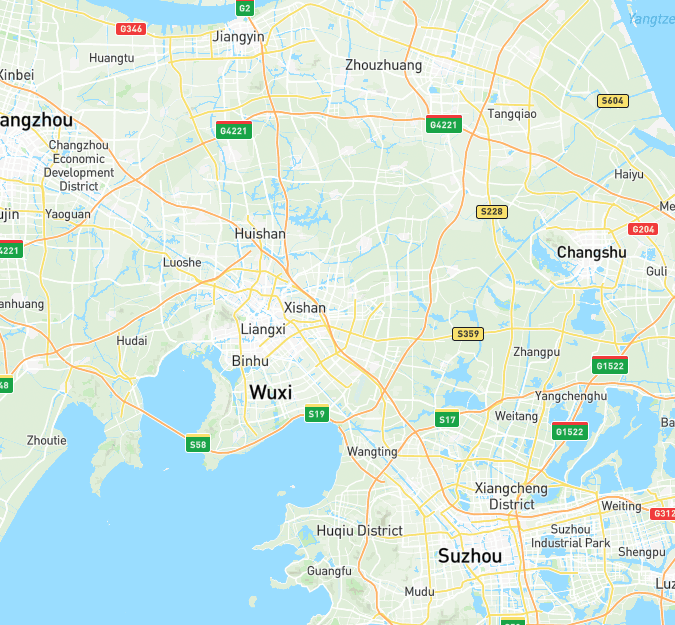 G2
Yangtze
G346
Jiangyin
Huangtu
Zhouzhuang
Xinbei
S604
angzhou
G4221
G4221
Tangqiao
Changzhou
Economic
Development
District
Haiyu
ujin
Yaoguan
S228
Me
G204
Huishan
4221
Changshu
Luoshe
Guli
anhuang
Xishan
Liangxi
S359
Hudai
Binhu
Zhangpu
G1522
48
Wuxi
Yangchenghu
S19
S17
Weitang
Ba
G1522
Zhoutie
S58
Wangting
Xiangcheng
District
Weiting
G312
Huqiu District
Suzhou
Industrial Park
Suzhou
Shengpu
Guangfu
Mudu
Luz